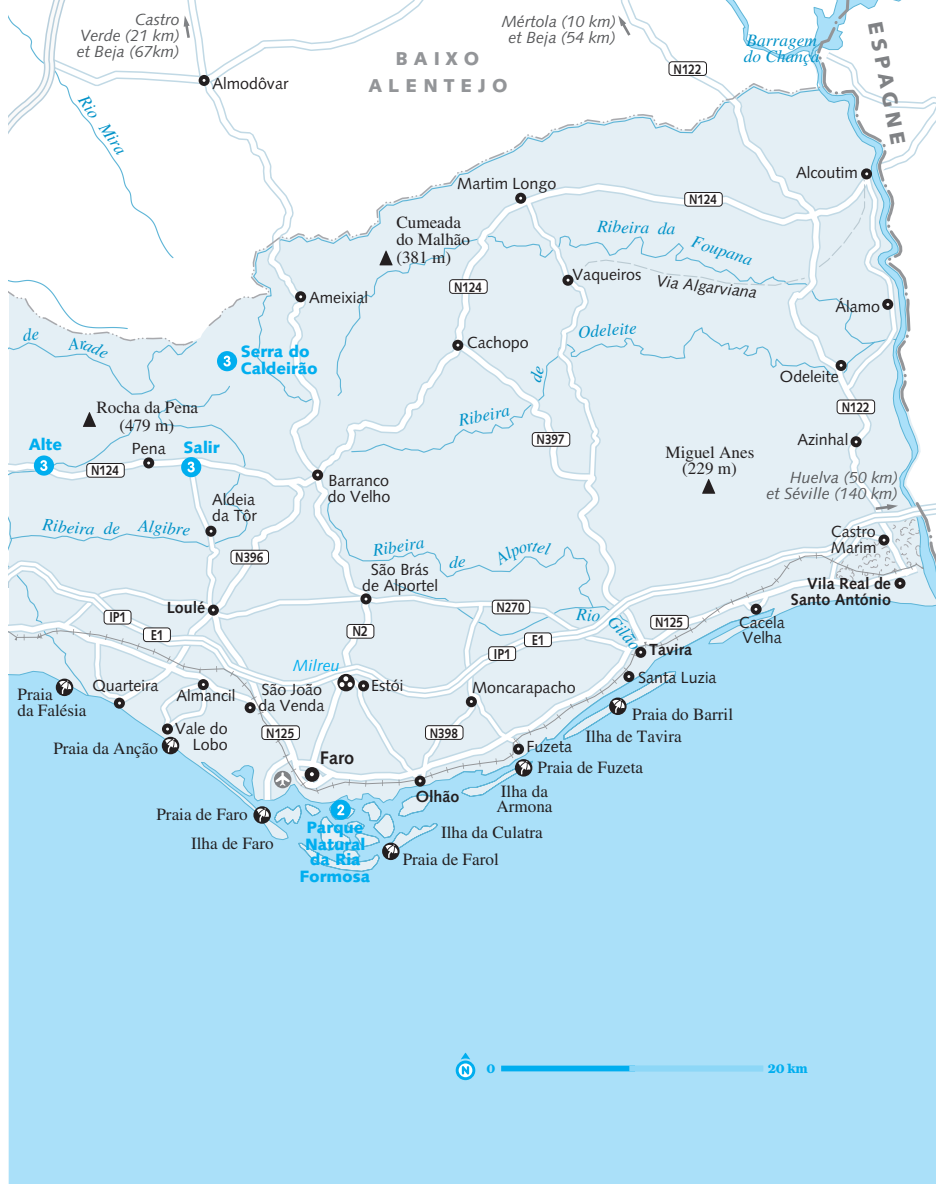 Castro
Verde (21 km)
et Beja (67km)
Mértola (10 km)
et Beja (54 km)
BAIXO
ALENTEJO
Barragem
do Chança
ESPAGNE
N122
Almodôvar
Rio Mira
Alcoutim
Martim Longo
N124
Cumeada
do Malhão
(381 m)
Ribeira da Foupana
Vaqueiros
Via Algarviana
N124
Ameixial
Álamo
de Arade
Odeleite
Cachopo
3
Serra do
Caldeirão
de
Odeleite
Rocha da Pena
(479 m)
N122
Ribeira
Alte
3
Pena
Salir
3
N397
Azinhal
N124
Miguel Anes
(229 m)
Barranco
do Velho
Huelva (50 km)
et Séville (140 km)
Aldeia
da Tôr
Ribeira de Algibre
Castro
Marim
N396
Ribeira de Alportel
São Brás
de Alportel
Vila Real de
Santo António
Loulé
N270
IP1
E1
N2
Rio Gilão
N125
Cacela
Velha
E1
IP1
Tavira
Milreu
Santa Luzia
Praia
da Falésia
Quarteira
Almancil
São João
da Venda
Estói
Moncarapacho
Praia do Barril
Ilha de Tavira
Vale do
Lobo
N125
N398
Praia da Anção
Fuzeta
Faro
Praia de Fuzeta
Olhão
Ilha da
Armona
Praia de Faro
2
Ilha de Faro
Parque
Natural
da Ria
Formosa
Ilha da Culatra
Praia de Farol
N
0
20 km